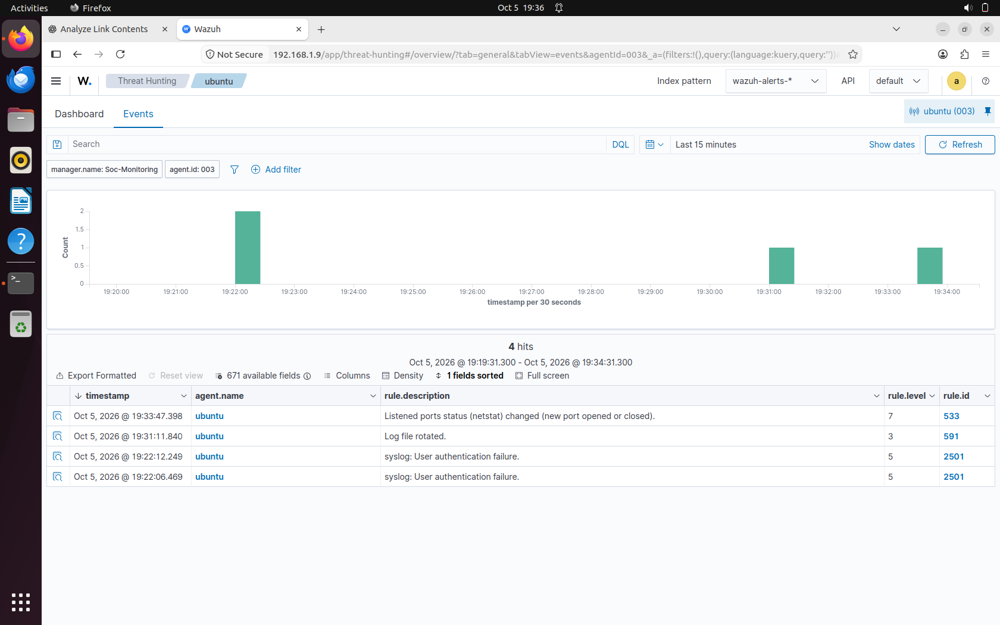 Activities Firefox Oct 5 19:36
Analyze Link Contents Wazuh
Not Secure 192.168.1.9/app/threat-hunting#/overview/?tab=general&tabView=events&agentId=003&_a=(filters:!(),query:(language:kuery,query:''))&
W. Threat Hunting ubuntu Index pattern wazuh-alerts-* API default a
Dashboard Events ubuntu (003)
Search DQL Last 15 minutes Show dates Refresh
manager.name: Soc-Monitoring agent.id: 003 Add filter
2
1.5
1
0.5
0
Count
19:20:00 19:21:00 19:22:00 19:23:00 19:24:00 19:25:00 19:26:00 19:27:00 19:28:00 19:29:00 19:30:00 19:31:00 19:32:00 19:33:00 19:34:00
timestamp per 30 seconds
4 hits
Oct 5, 2026 @ 19:19:31.300 - Oct 5, 2026 @ 19:34:31.300
Export Formatted Reset view 671 available fields Columns Density 1 fields sorted Full screen
timestamp agent.name rule.description rule.level rule.id
Oct 5, 2026 @ 19:33:47.398 ubuntu Listened ports status (netstat) changed (new port opened or closed). 7 533
Oct 5, 2026 @ 19:31:11.840 ubuntu Log file rotated. 3 591
Oct 5, 2026 @ 19:22:12.249 ubuntu syslog: User authentication failure. 5 2501
Oct 5, 2026 @ 19:22:06.469 ubuntu syslog: User authentication failure. 5 2501